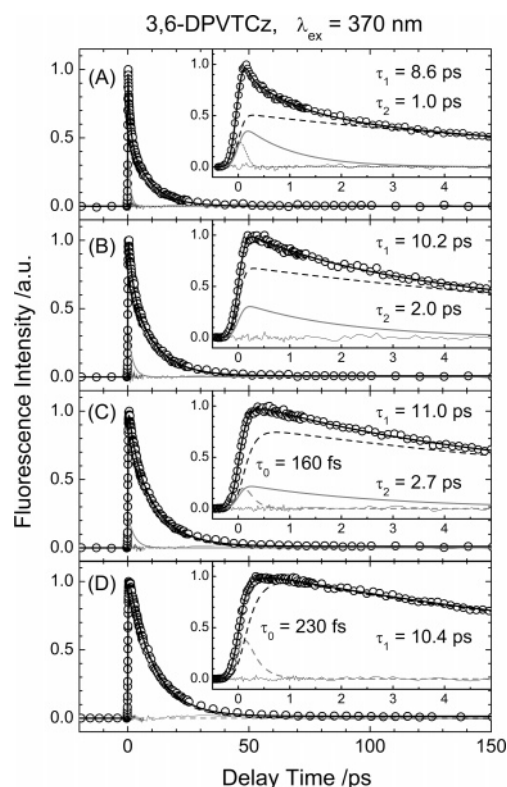 3,6-DPVTCz, λex = 370 nm
Fluorescence Intensity /a.u.
(A)
1.0
0.5
0.0
1.0
0.5
0.0
0 1 2 3 4
τ1 = 8.6 ps
τ2 = 1.0 ps
(B)
1.0
0.5
0.0
1.0
0.5
0.0
0 1 2 3 4
τ1 = 10.2 ps
τ2 = 2.0 ps
(C)
1.0
0.5
0.0
1.0
0.5
0.0
0 1 2 3 4
τ1 = 11.0 ps
τ0 = 160 fs
τ2 = 2.7 ps
(D)
1.0
0.5
0.0
1.0
0.5
0.0
0 1 2 3 4
τ0 = 230 fs
τ1 = 10.4 ps
0 50 100 150
Delay Time /ps